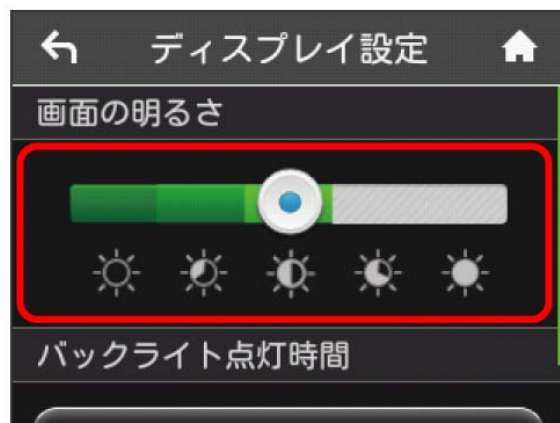 ディスプレイ設定
画面の明るさ
バックライト点灯時間